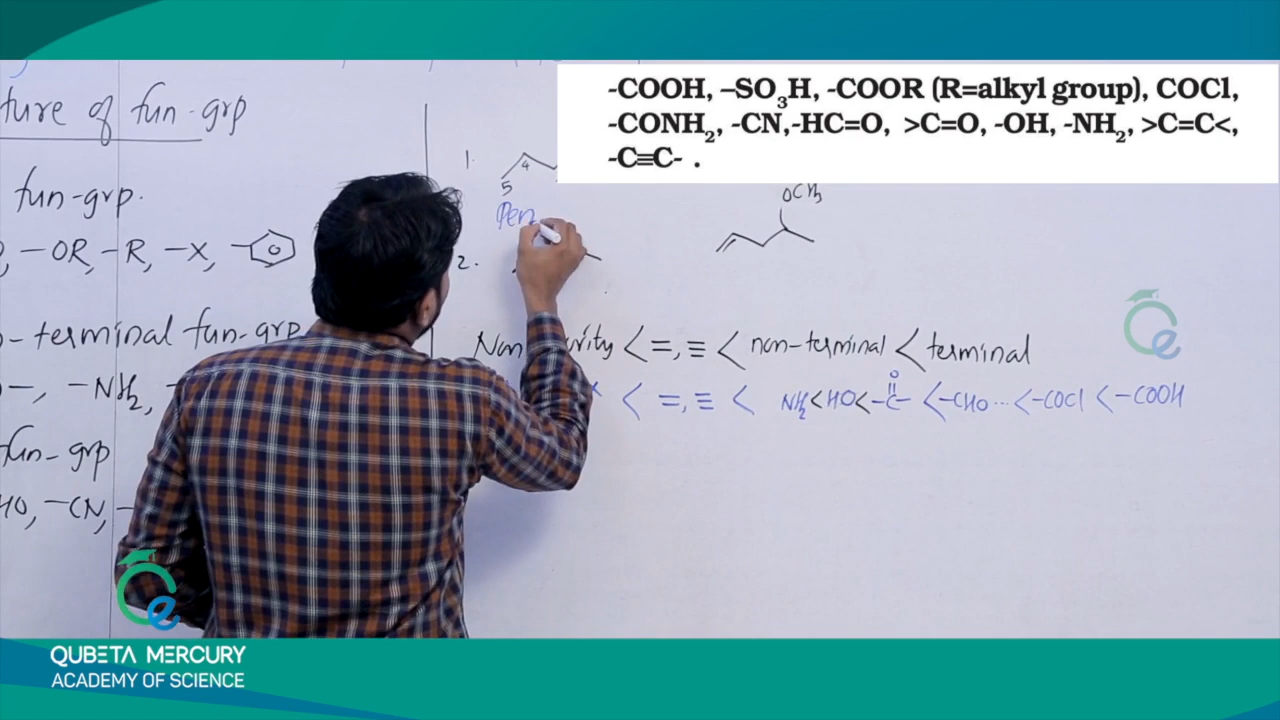 -COOH, –SO3H, -COOR (R=alkyl group), COCl,
-CONH2, -CN,-HC=O, >C=O, -OH, -NH2, >C=C<,
-C≡C- .
ture of fun-grp
fun-grp.
–OR, –R, –X,
- terminal fun-grp
–, –NH2,
fun-grp
HO, –CN, –
1.
4
5
Pen
2.
OCH3
Non < =, ≡ < non-terminal < terminal
< =, ≡ < NH2 < HO < –C– < –CHO ... < –COCl < –COOH
O
QUBETA MERCURY
ACADEMY OF SCIENCE